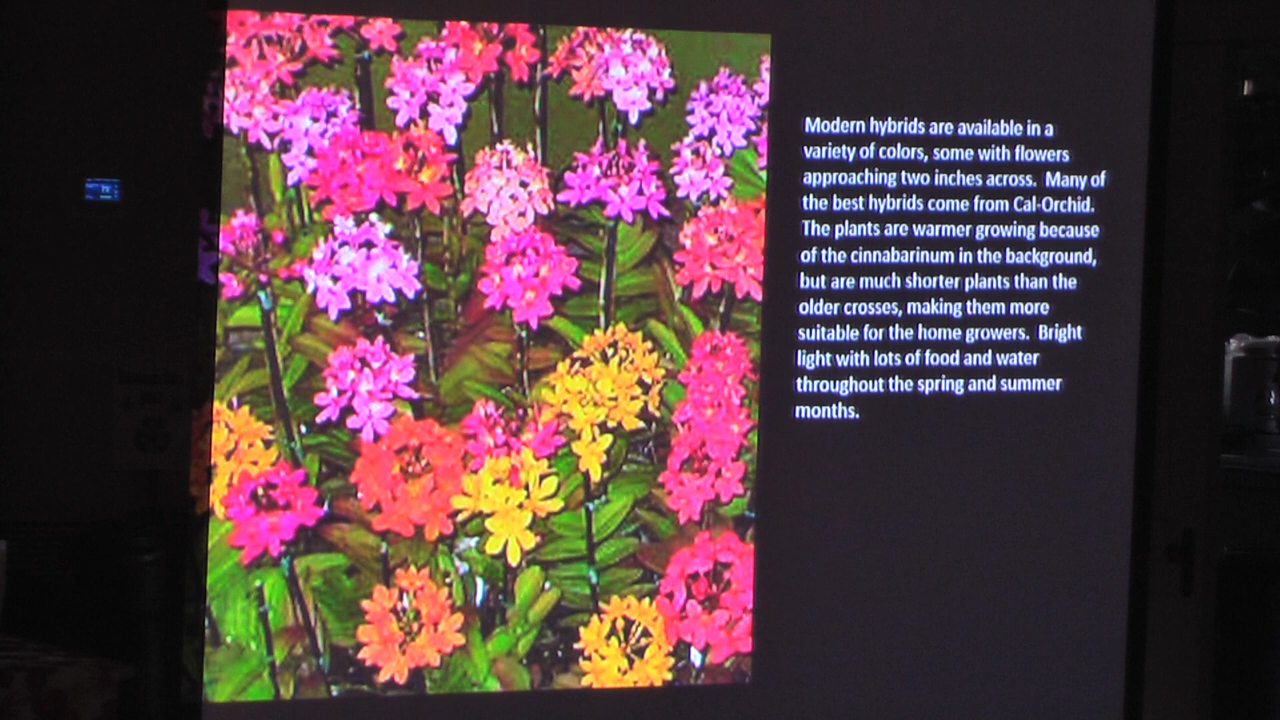 Modern hybrids are available in a
variety of colors, some with flowers
approaching two inches across.  Many of
the best hybrids come from Cal-Orchid.
The plants are warmer growing because
of the cinnabarinum in the background,
but are much shorter plants than the
older crosses, making them more
suitable for the home growers.  Bright
light with lots of food and water
throughout the spring and summer
months.